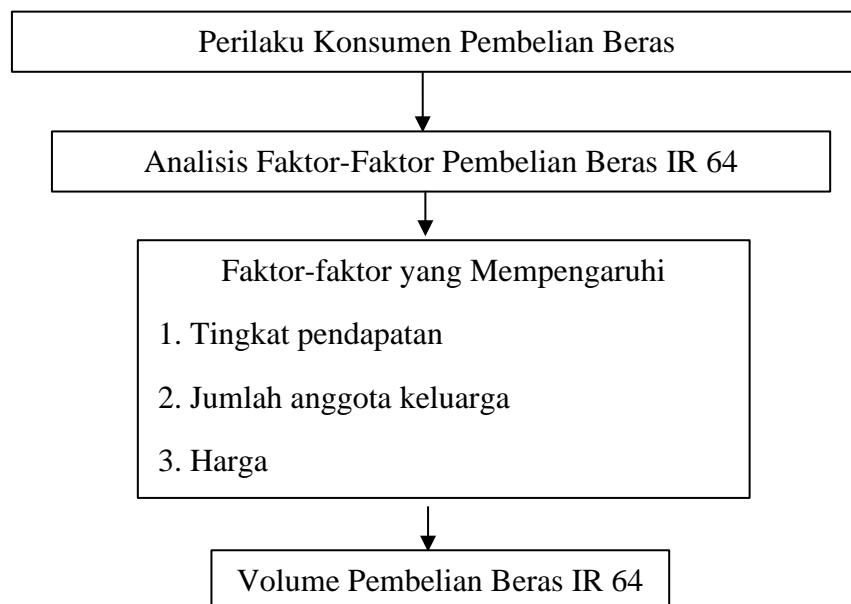 Perilaku Konsumen Pembelian Beras
Analisis Faktor-Faktor Pembelian Beras IR 64
Faktor-faktor yang Mempengaruhi
1. Tingkat pendapatan
2. Jumlah anggota keluarga
3. Harga
Volume Pembelian Beras IR 64